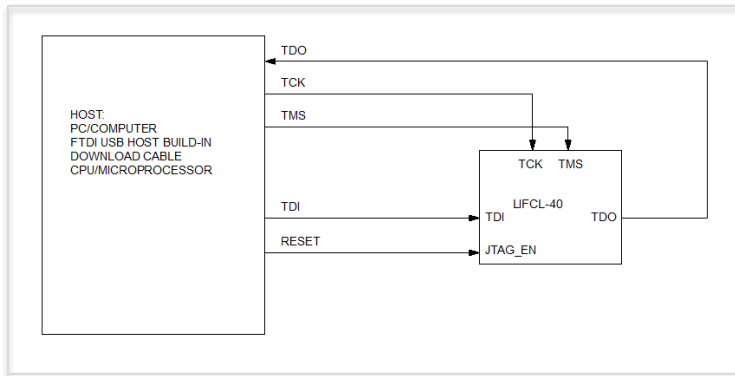 TDO
TCK
HOST:
PC/COMPUTER
FTDI USB HOST BUILD-IN
DOWNLOAD CABLE
CPU/MICROPROCESSOR
TMS
TCK TMS
TDI
LIFCL-40
TDI TDO
RESET
JTAG_EN